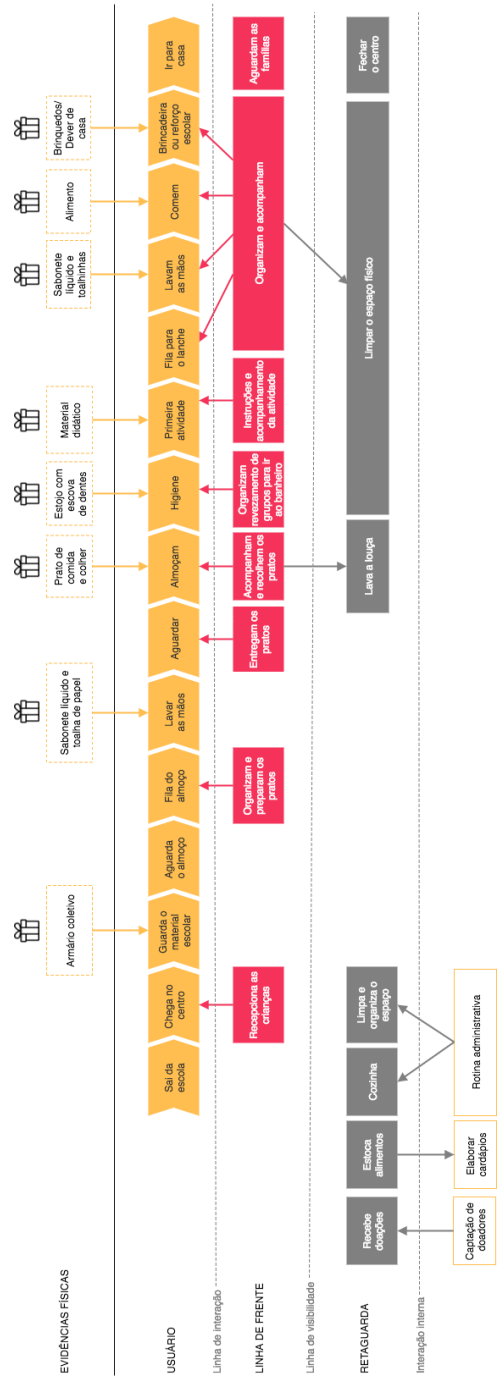 EVIDÊNCIAS FÍSICAS
Armário coletivo
Sabonete líquido e
toalha de papel
Prato de
comida
e colher
Estojo com
escova
de dentes
Material
didático
Sabonete
líquido e
toalhinhas
Alimento
Brinquedos/
Dever de
casa
USUÁRIO
Sai da
escola
Chega no
centro
Guarda o
material
escolar
Aguarda
o almoço
Fila do
almoço
Lavar
as mãos
Aguardar
Almoçam
Higiene
Primeira
atividade
Fila para
o lanche
Lavam
as mãos
Comem
Brincadeira
ou reforço
escolar
Ir para
casa
Linha de interação
LINHA DE FRENTE
Recepciona as
crianças
Organizam e
preparam os
pratos
Entregam os
pratos
Acompanham
e recolhem os
pratos
Organizam
revezamento de
grupos para ir
ao banheiro
Instruções e
acompanhamento
da atividade
Organizam e acompanham
Aguardam as
famílias
Linha de visibilidade
RETAGUARDA
Recebe
doações
Estoca
alimentos
Cozinha
Limpa e
organiza o
espaço
Lava a louça
Limpar o espaço físico
Fechar
o centro
Interação interna
Captação de
doadores
Elaborar
cardápios
Rotina administrativa